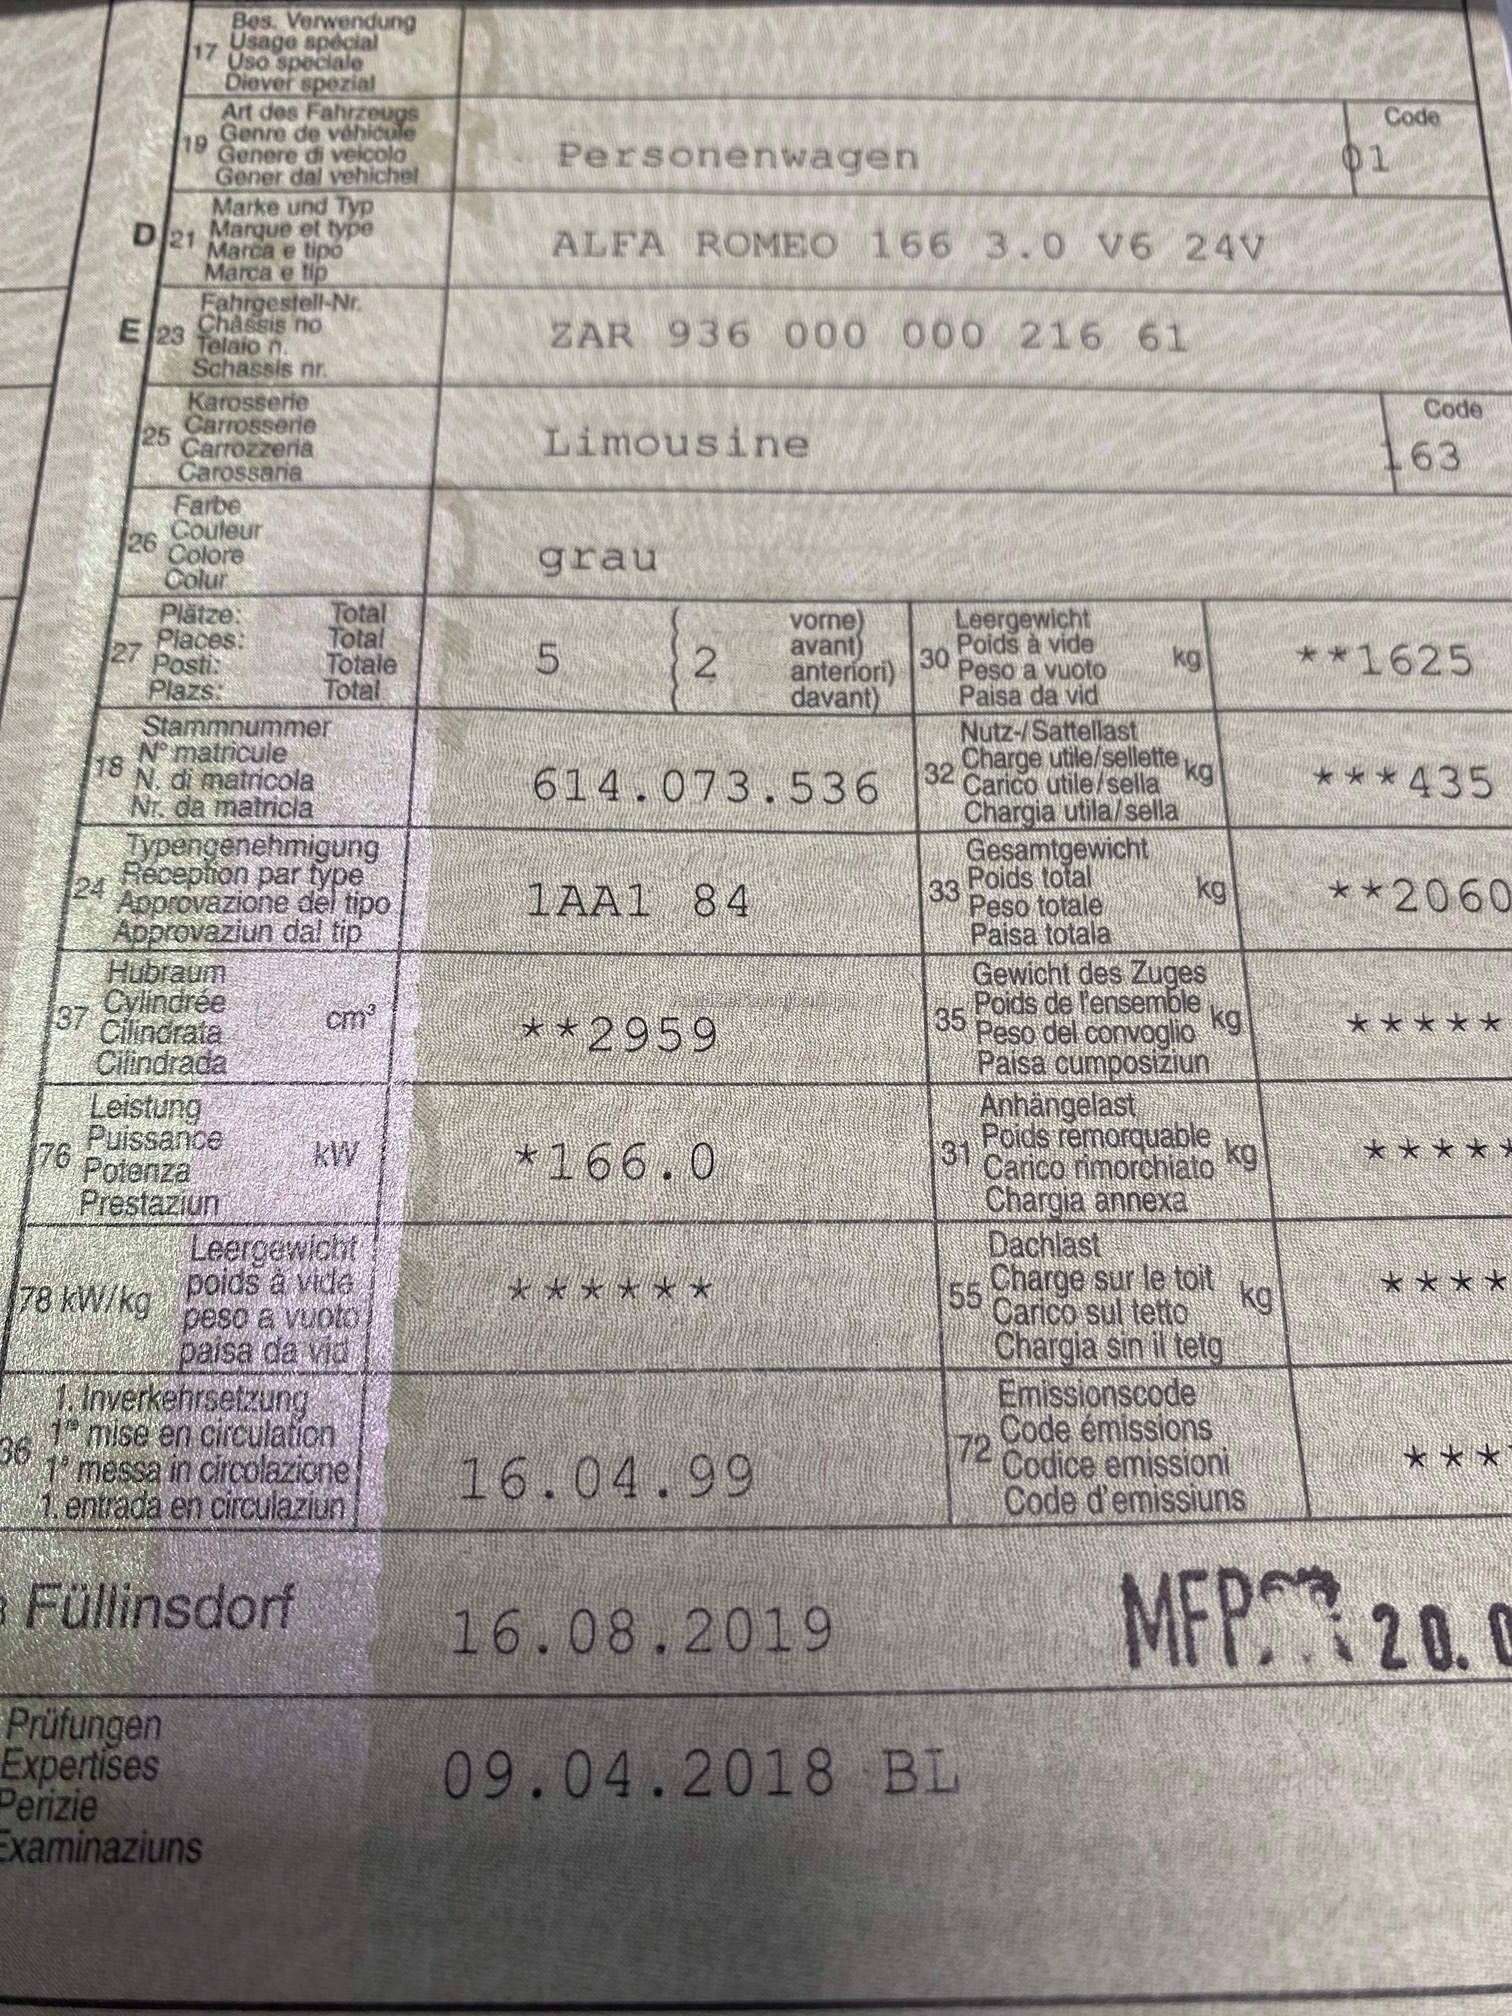 17 Bes. Verwendung
Usage spécial
Uso speciale
Diever spezial
19 Art des Fahrzeugs
Genre de véhicule
Genere di veicolo
Gener dal vehichel
Personenwagen
Code
01
D 21 Marke und Typ
Marque et type
Marca e tipo
Marca e tip
ALFA ROMEO 166 3.0 V6 24V
E 23 Fahrgestell-Nr.
Châssis no
Telaio n.
Schassis nr.
ZAR 936 000 000 216 61
25 Karosserie
Carrosserie
Carrozzeria
Carossaria
Limousine
Code
163
26 Farbe
Couleur
Colore
Colur
grau
27 Plätze: Total
Places: Total
Posti: Totale
Plazs: Total
5 { 2
vorne)
avant)
anteriori)
davant)
30 Leergewicht
Poids à vide
Peso a vuoto
Paisa da vid
kg
**1625
18 Stammnummer
N° matricule
N. di matricola
Nr. da matricla
614.073.536
32 Nutz-/Sattellast
Charge utile/sellette
Carico utile/sella
Chargia utila/sella
kg
***435
24 Typengenehmigung
Réception par type
Approvazione del tipo
Approvaziun dal tip
1AA1 84
33 Gesamtgewicht
Poids total
Peso totale
Paisa totala
kg
**2060
37 Hubraum
Cylindrée
Cilindrata
Cilindrada
cm³
**2959
35 Gewicht des Zuges
Poids de l'ensemble
Peso del convoglio
Paisa cumposiziun
kg
*****
76 Leistung
Puissance
Potenza
Prestaziun
kW
*166.0
31 Anhängelast
Poids remorquable
Carico rimorchiato
Chargia annexa
kg
*****
78 kW/kg
Leergewicht
poids à vide
peso a vuoto
paisa da vid
******
55 Dachlast
Charge sur le toit
Carico sul tetto
Chargia sin il tetg
kg
****
36 1. Inverkehrsetzung
1re mise en circulation
1a messa in circolazione
1. entrada en circulaziun
16.04.99
72 Emissionscode
Code émissions
Codice emissioni
Code d'emissiuns
***
Füllinsdorf
16.08.2019
MFP
20.0
Prüfungen
Expertises
Perizie
Examinaziuns
09.04.2018 BL